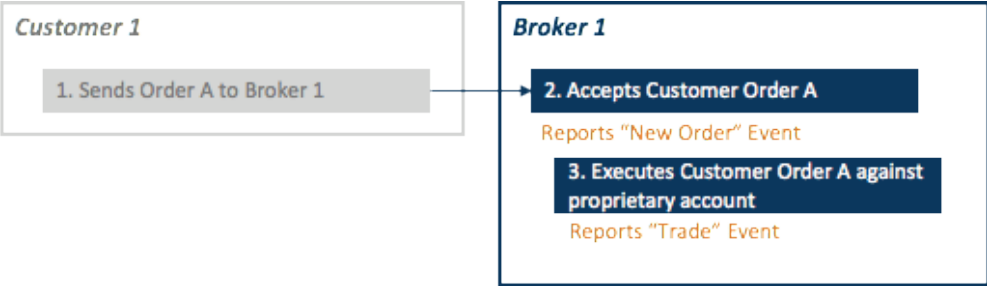 Customer 1
1. Sends Order A to Broker 1
Broker 1
2. Accepts Customer Order A
Reports “New Order” Event
3. Executes Customer Order A against
proprietary account
Reports “Trade” Event